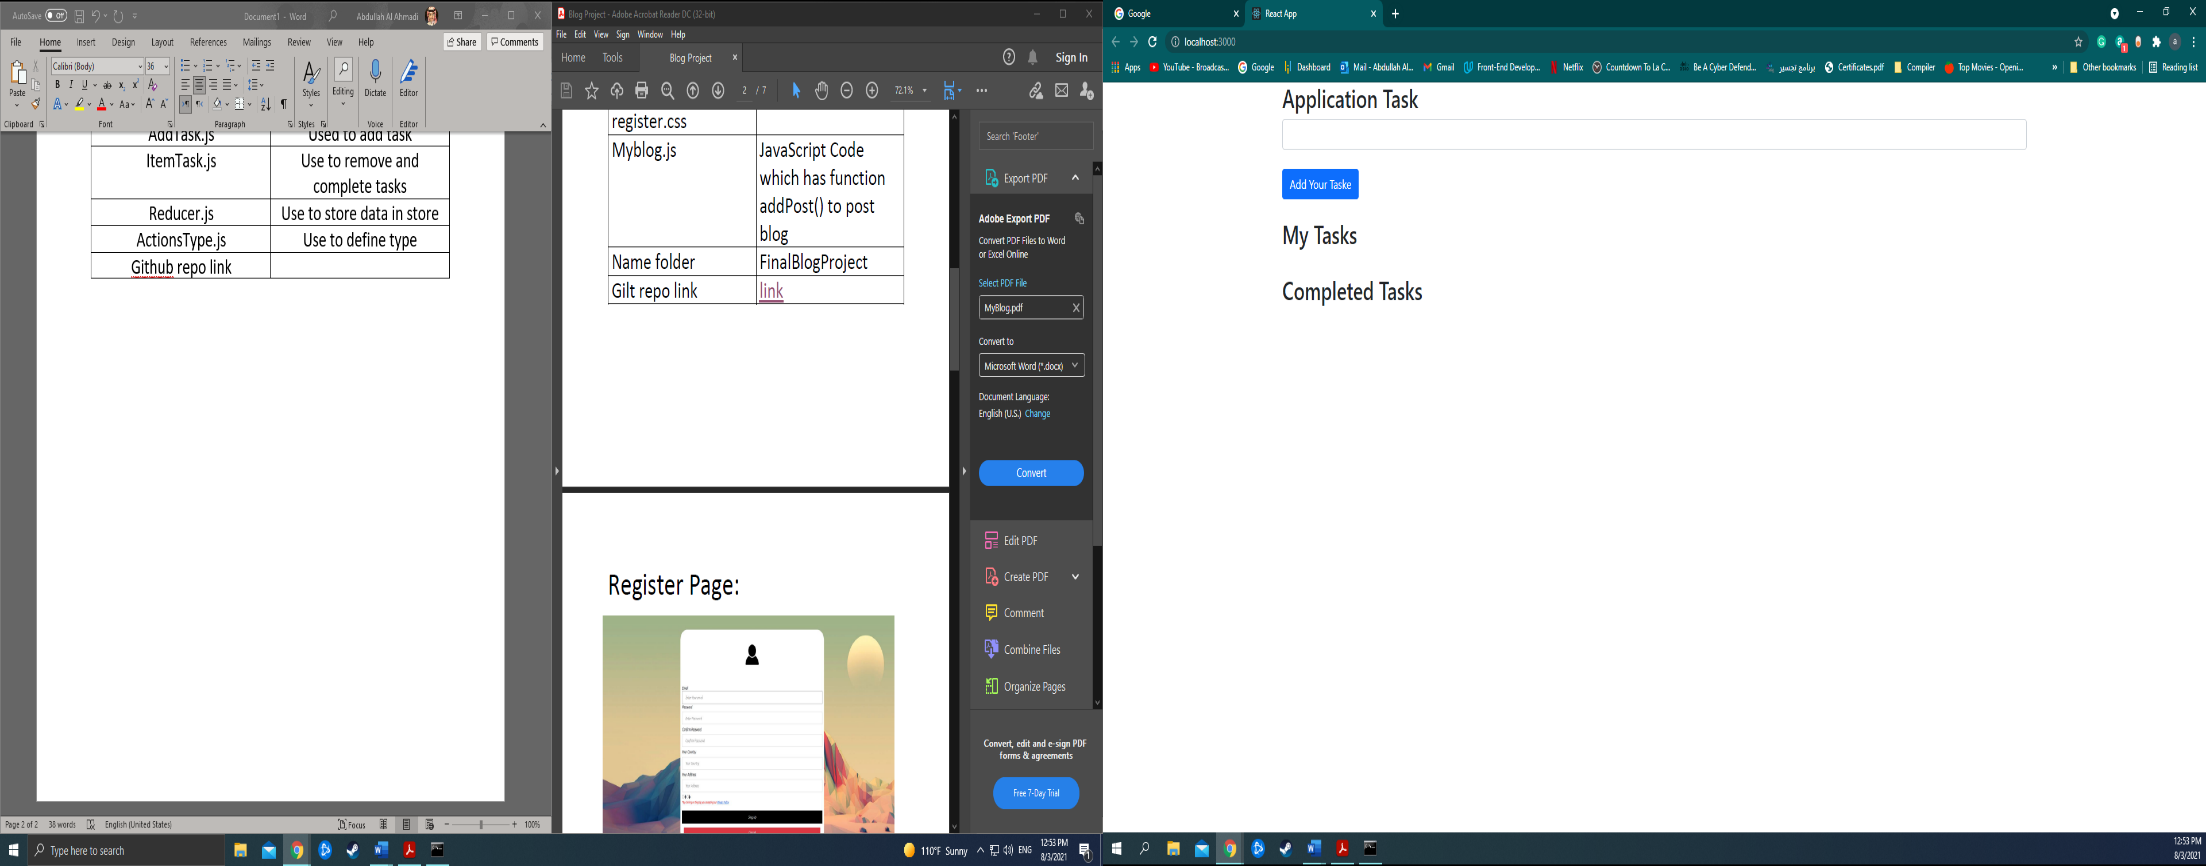 AutoSave Off
Document1 - Word
Abdullah Al Ahmadi
File Home Insert Design Layout References Mailings Review View Help
Share Comments
Calibri (Body) 36
Paste
Styles Editing Dictate Editor
Clipboard Font Paragraph Styles Voice Editor
AddTask.js Used to add task
ItemTask.js Use to remove and
complete tasks
Reducer.js Use to store data in store
ActionsType.js Use to define type
Github repo link
Page 2 of 2 38 words English (United States) Focus 100%
Type here to search
Blog Project - Adobe Acrobat Reader DC (32-bit)
File Edit View Sign Window Help
Home Tools Blog Project Sign In
2 / 7 72.1%
register.css
Myblog.js JavaScript Code
which has function
addPost() to post
blog
Name folder FinalBlogProject
Gilt repo link link
Register Page:
Search 'Footer'
Export PDF
Adobe Export PDF
Convert PDF Files to Word
or Excel Online
Select PDF File
MyBlog.pdf X
Convert to
Microsoft Word (*.docx)
Document Language:
English (U.S.) Change
Convert
Edit PDF
Create PDF
Comment
Combine Files
Organize Pages
Convert, edit and e-sign PDF
forms & agreements
Free 7-Day Trial
110°F Sunny ENG 12:53 PM
8/3/2021
Google React App
localhost:3000
Apps YouTube - Broadcas... Google Dashboard Mail - Abdullah Al... Gmail Front-End Develop... Netflix Countdown To La C... Be A Cyber Defend... برنامج تجسير Certificates.pdf Compiler Top Movies - Openi... » Other bookmarks Reading list
Application Task
Add Your Taske
My Tasks
Completed Tasks
12:53 PM
8/3/2021